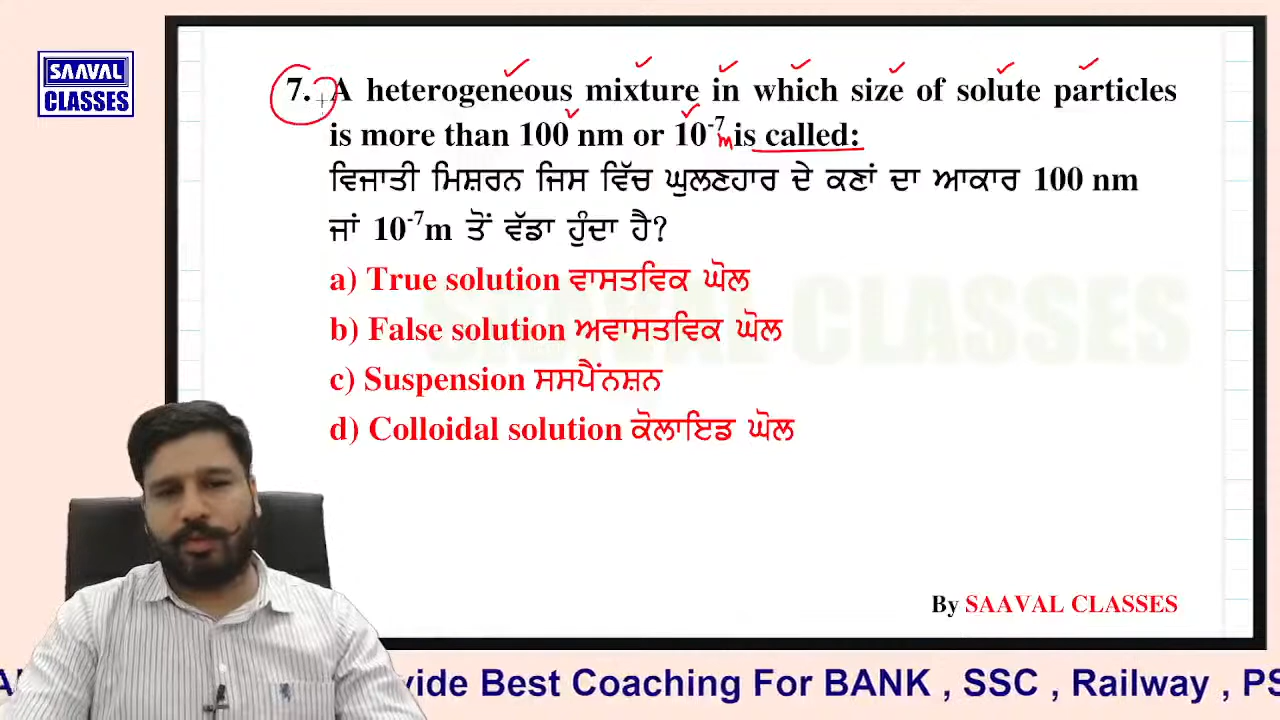 SAAVAL
CLASSES
7. A heterogeneous mixture in which size of solute particles
is more than 100 nm or 10⁻⁷m is called:
ਵਿਜਾਤੀ ਮਿਸ਼ਰਨ ਜਿਸ ਵਿੱਚ ਘੁਲਣਹਾਰ ਦੇ ਕਣਾਂ ਦਾ ਆਕਾਰ 100 nm
ਜਾਂ 10⁻⁷m ਤੋਂ ਵੱਡਾ ਹੁੰਦਾ ਹੈ?
a) True solution ਵਾਸਤਵਿਕ ਘੋਲ
b) False solution ਅਵਾਸਤਵਿਕ ਘੋਲ
c) Suspension ਸਸਪੈਂਨਸ਼ਨ
d) Colloidal solution ਕੋਲਾਇਡ ਘੋਲ
SAAVAL CLASSES
By SAAVAL CLASSES
vide Best Coaching For BANK , SSC , Railway , PS